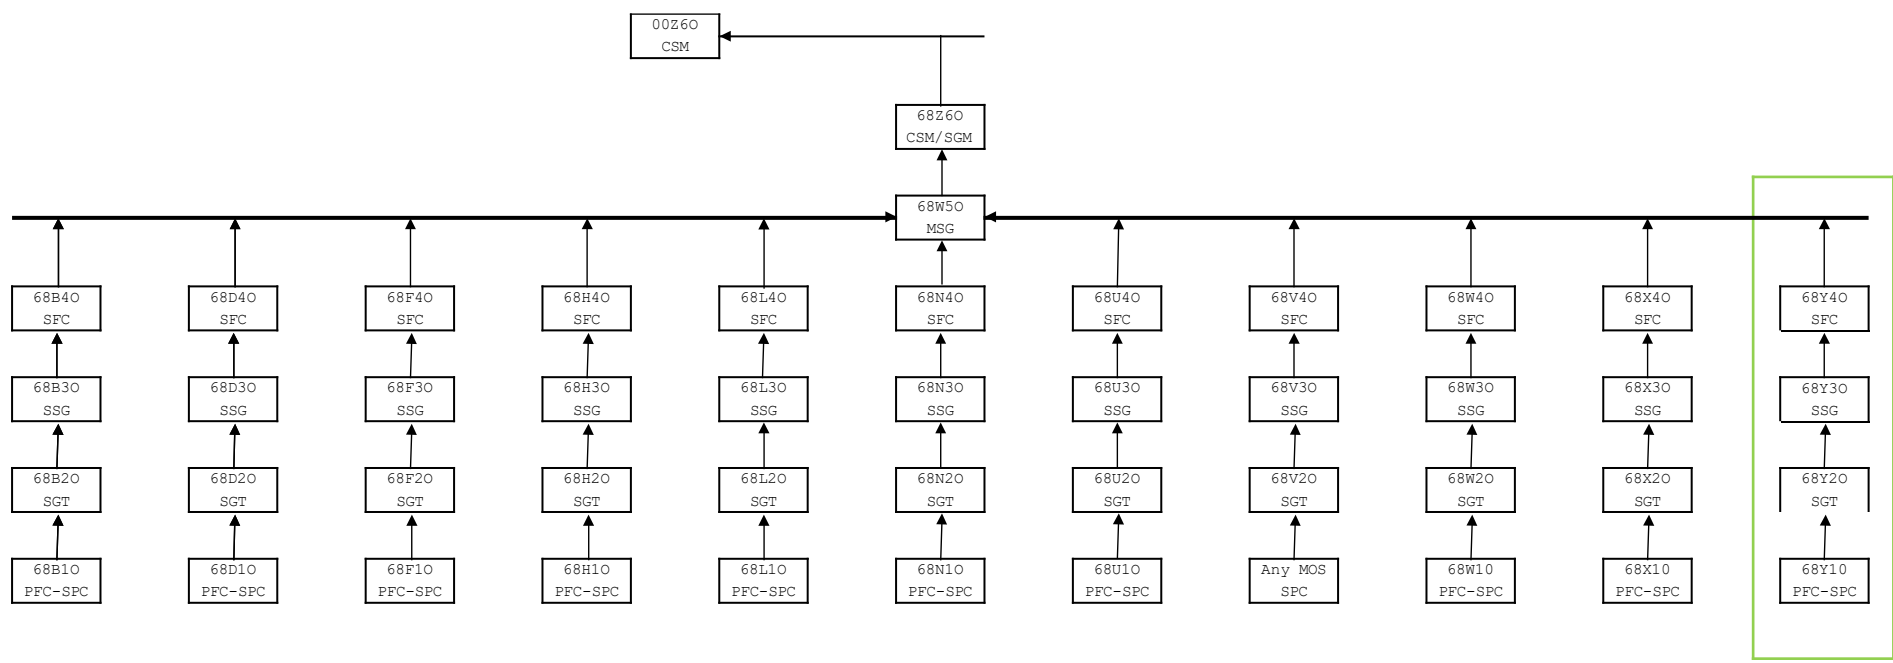 00Z6O
CSM
68Z6O
CSM/SGM
68W5O
MSG
68B4O
SFC
68D4O
SFC
68F4O
SFC
68H4O
SFC
68L4O
SFC
68N4O
SFC
68U4O
SFC
68V4O
SFC
68W4O
SFC
68X4O
SFC
68Y4O
SFC
68B3O
SSG
68D3O
SSG
68F3O
SSG
68H3O
SSG
68L3O
SSG
68N3O
SSG
68U3O
SSG
68V3O
SSG
68W3O
SSG
68X3O
SSG
68Y3O
SSG
68B2O
SGT
68D2O
SGT
68F2O
SGT
68H2O
SGT
68L2O
SGT
68N2O
SGT
68U2O
SGT
68V2O
SGT
68W2O
SGT
68X2O
SGT
68Y2O
SGT
68B1O
PFC-SPC
68D1O
PFC-SPC
68F1O
PFC-SPC
68H1O
PFC-SPC
68L1O
PFC-SPC
68N1O
PFC-SPC
68U1O
PFC-SPC
Any MOS
SPC
68W10
PFC-SPC
68X10
PFC-SPC
68Y10
PFC-SPC